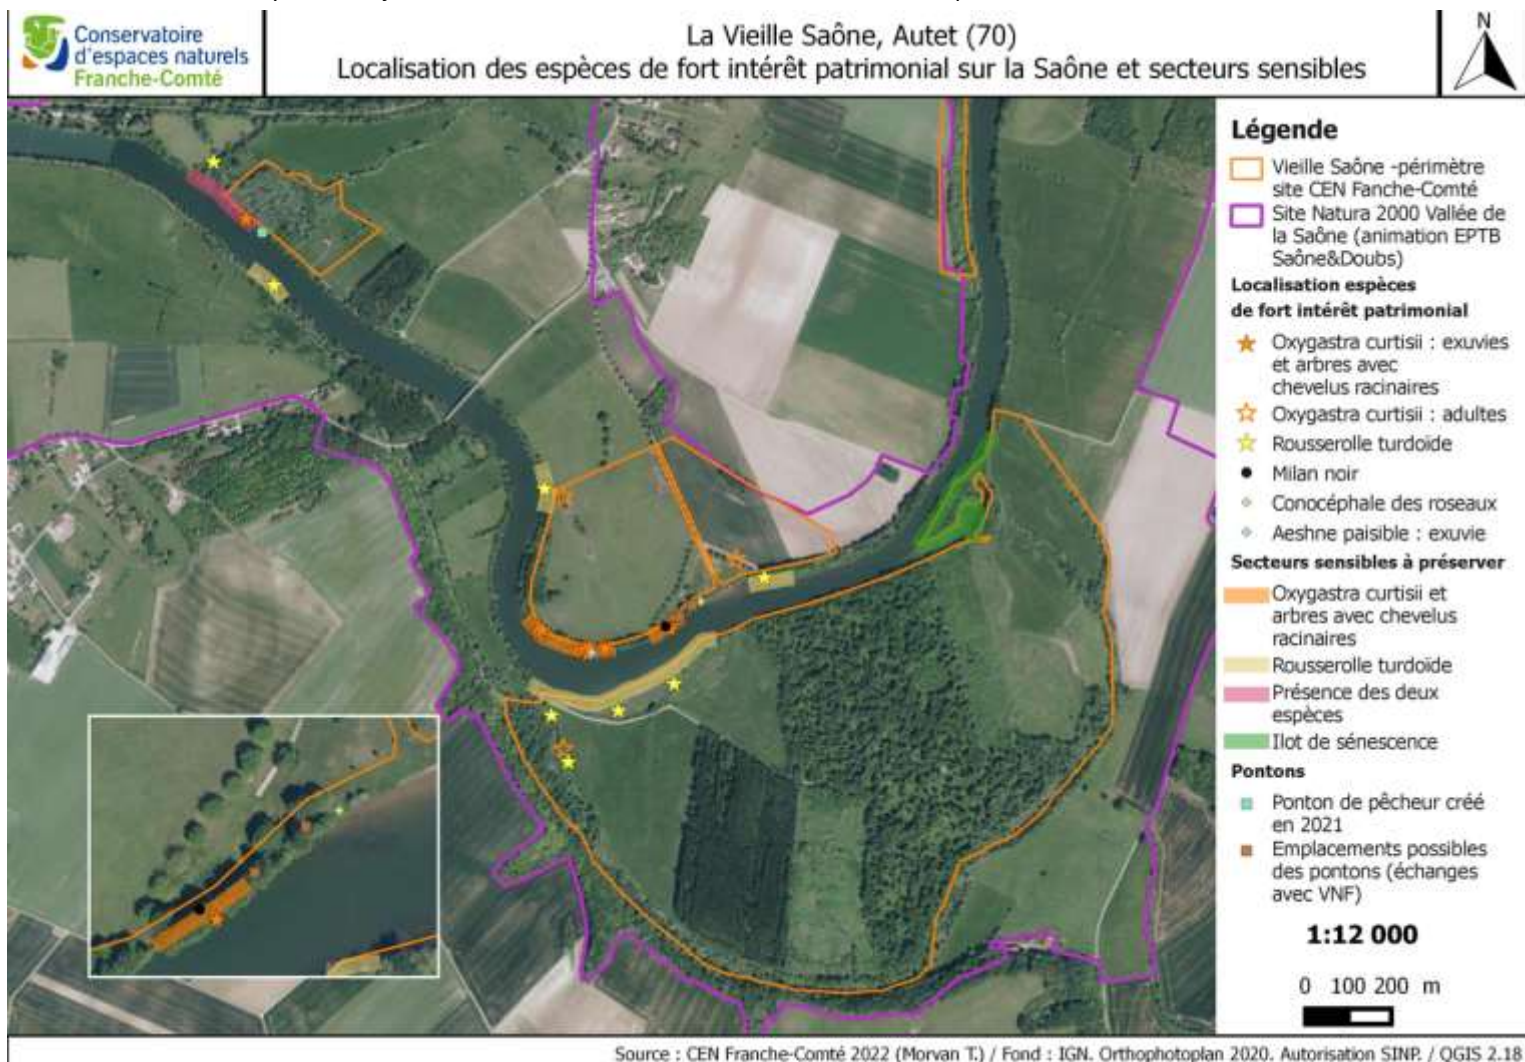 Conservatoire
d'espaces naturels
Franche-Comté
La Vieille Saône, Autet (70)
Localisation des espèces de fort intérêt patrimonial sur la Saône et secteurs sensibles
N
Légende
Vieille Saône -périmètre
site CEN Fanche-Comté
Site Natura 2000 Vallée de
la Saône (animation EPTB
Saône&Doubs)
Localisation espèces
de fort intérêt patrimonial
Oxygastra curtisii : exuvies
et arbres avec
chevelus racinaires
Oxygastra curtisii : adultes
Rousserolle turdoïde
Milan noir
Conocéphale des roseaux
Aeshne paisible : exuvie
Secteurs sensibles à préserver
Oxygastra curtisii et
arbres avec chevelus
racinaires
Rousserolle turdoïde
Présence des deux
espèces
Ilot de sénescence
Pontons
Ponton de pêcheur créé
en 2021
Emplacements possibles
des pontons (échanges
avec VNF)
1:12 000
0 100 200 m
Source : CEN Franche-Comté 2022 (Morvan T.) / Fond : IGN. Orthophotoplan 2020. Autorisation SINP. / QGIS 2.18